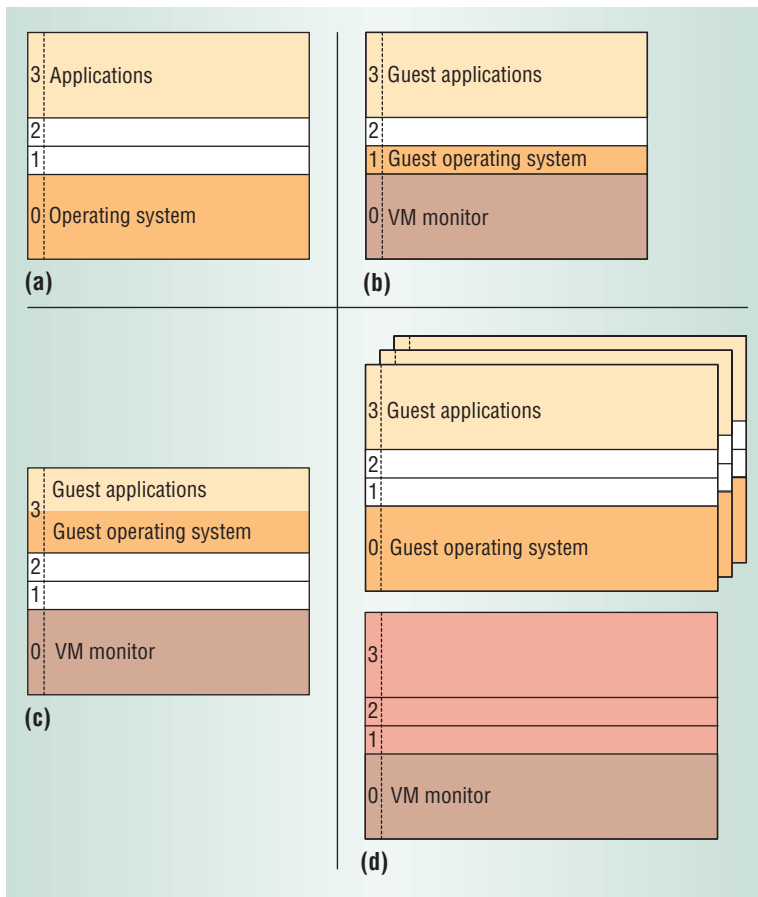 3 Applications
2
1
0 Operating system
(a)
3 Guest applications
2
1 Guest operating system
0 VM monitor
(b)
3
Guest applications
Guest operating system
2
1
0 VM monitor
(c)
3 Guest applications
2
1
0 Guest operating system
3
2
1
0 VM monitor
(d)